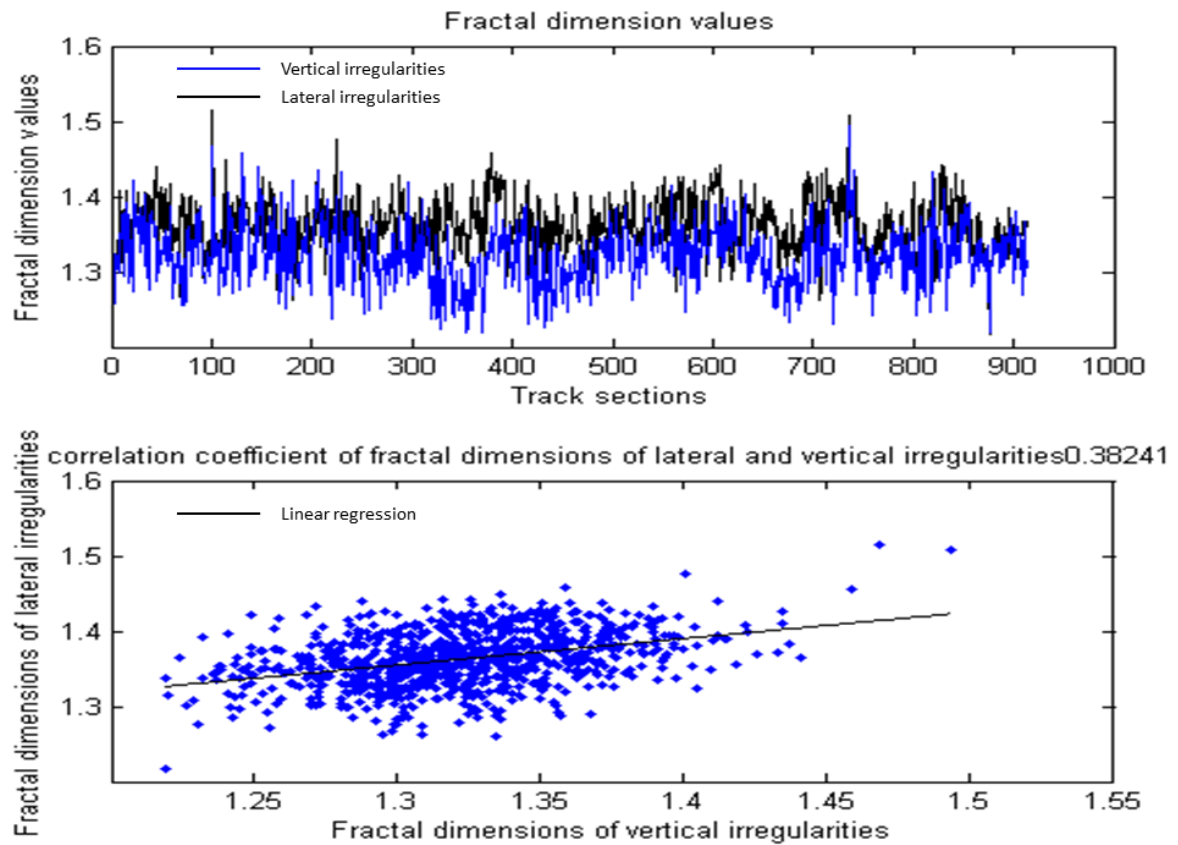 Fractal dimension values
Fractal dimension values
1.6
1.5
1.4
1.3
Vertical irregularities
Lateral irregularities
0 100 200 300 400 500 600 700 800 900 1000
Track sections
correlation coefficient of fractal dimensions of lateral and vertical irregularities0.38241
Fractal dimensions of lateral irregularities
1.6
1.5
1.4
1.3
Linear regression
1.25 1.3 1.35 1.4 1.45 1.5 1.55
Fractal dimensions of vertical irregularities